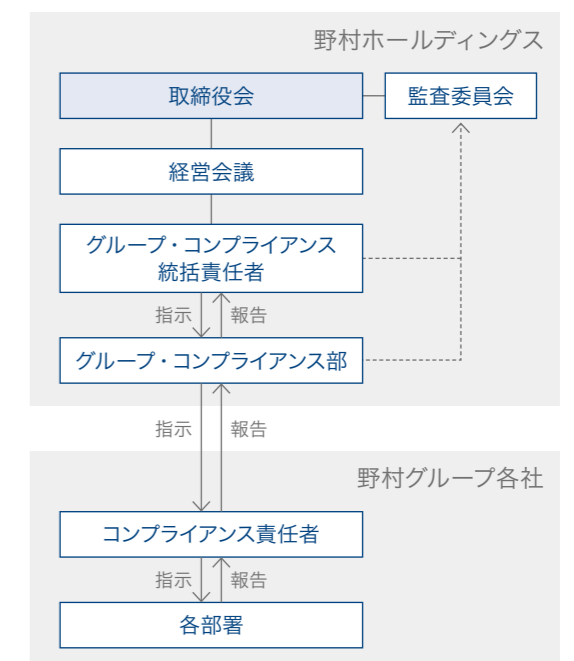 野村ホールディングス
取締役会
監査委員会
経営会議
グループ・コンプライアンス
統括責任者
指示
報告
グループ・コンプライアンス部
指示
報告
野村グループ各社
コンプライアンス責任者
指示
報告
各部署